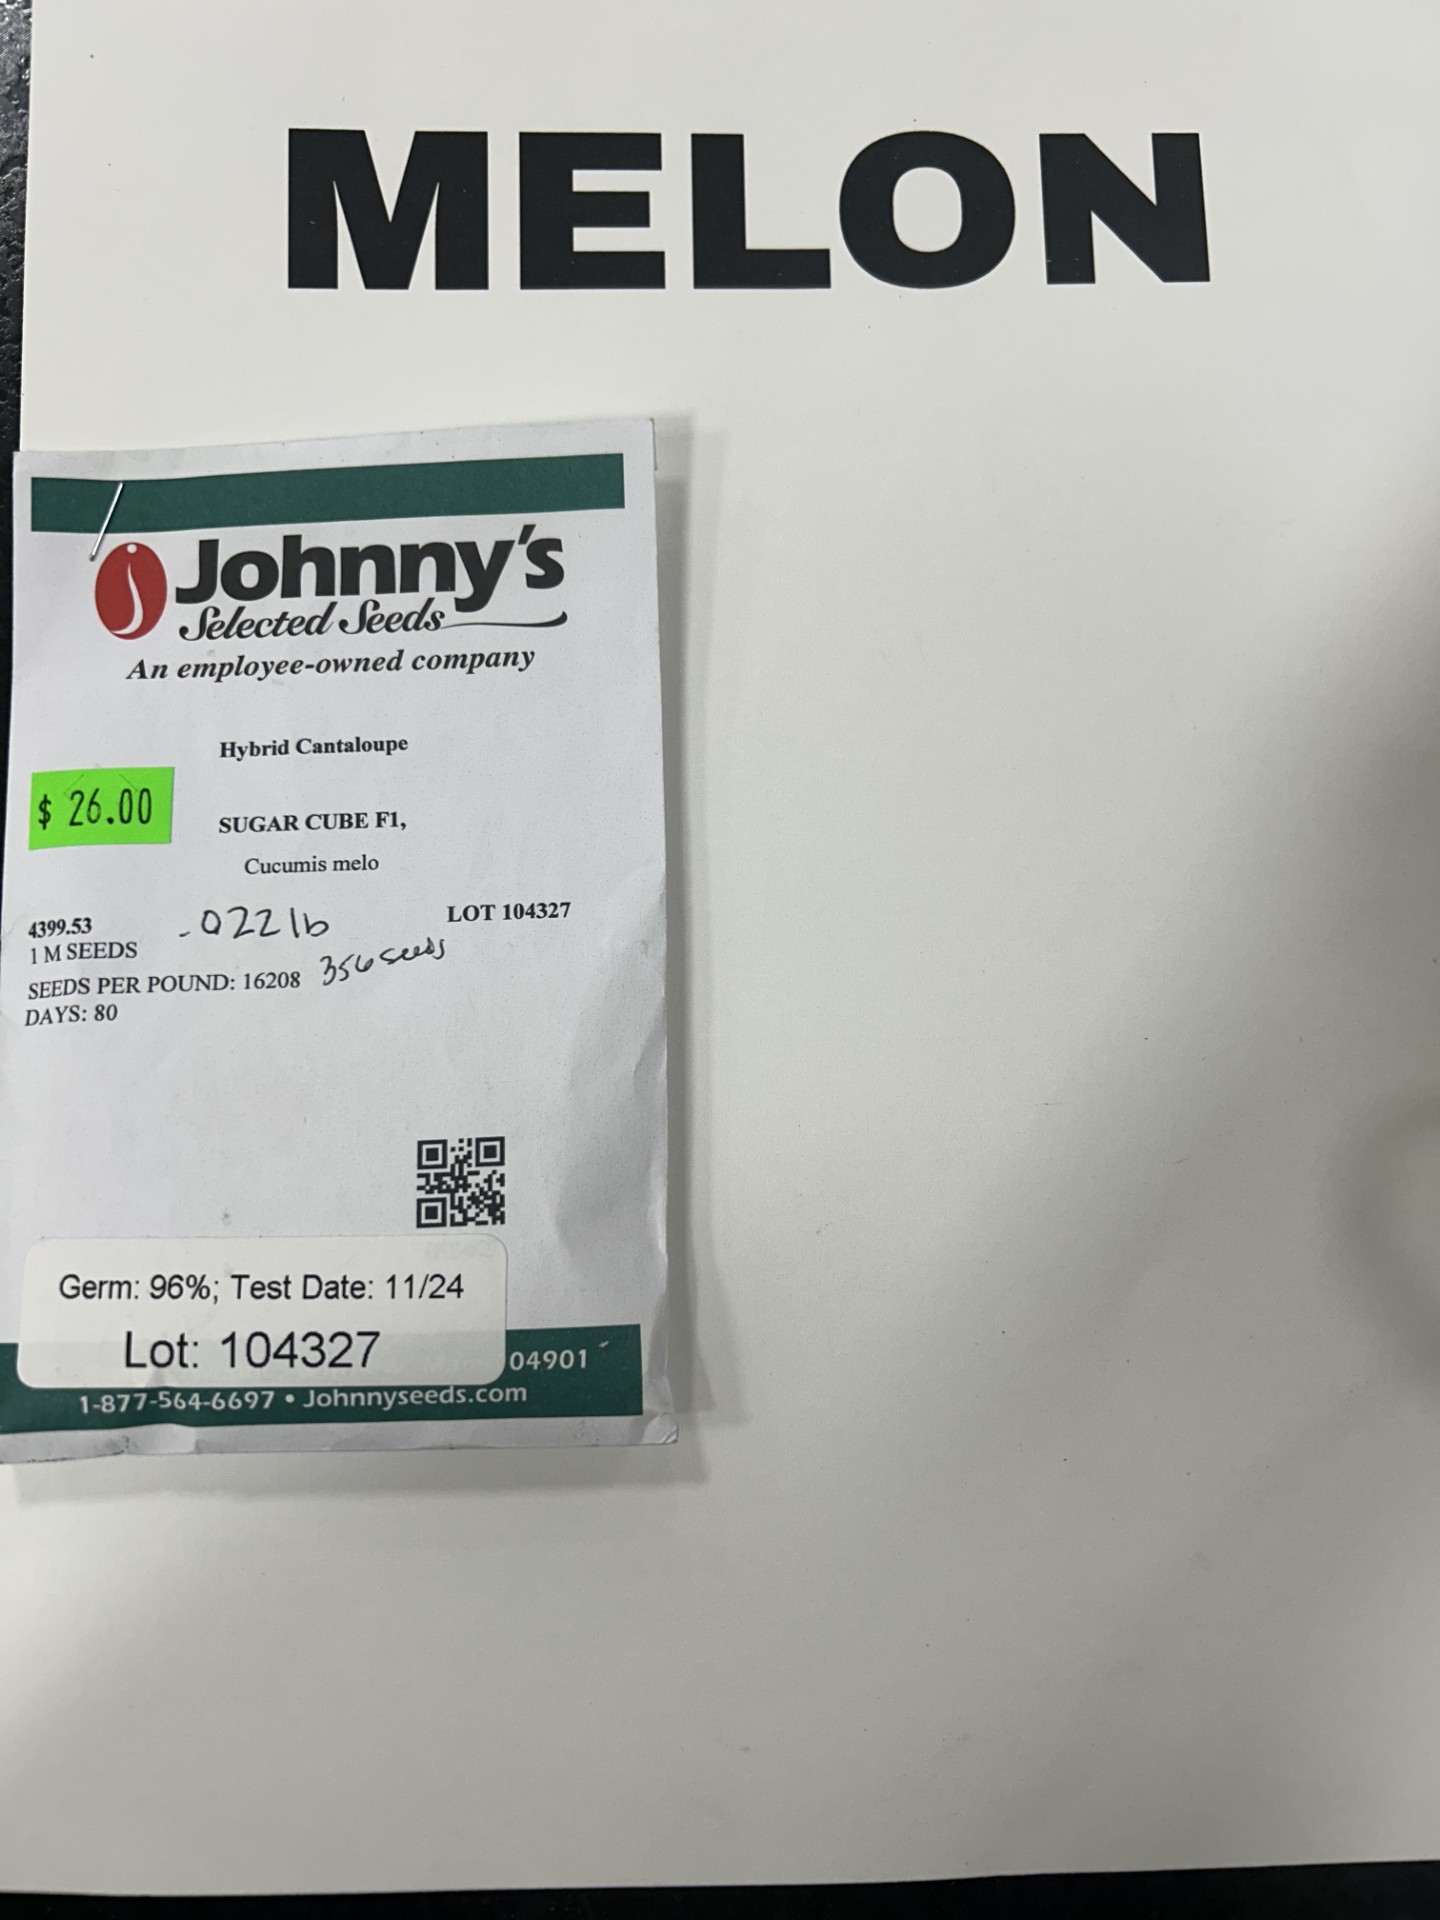 MELON
Johnny's
Selected Seeds
An employee-owned company
Hybrid Cantaloupe
$ 26.00
SUGAR CUBE F1,
Cucumis melo
4399.53 .022 lb LOT 104327
1 M SEEDS
SEEDS PER POUND: 16208 356 seeds
DAYS: 80
Germ: 96%; Test Date: 11/24
Lot: 104327
04901
1-877-564-6697 • Johnnyseeds.com